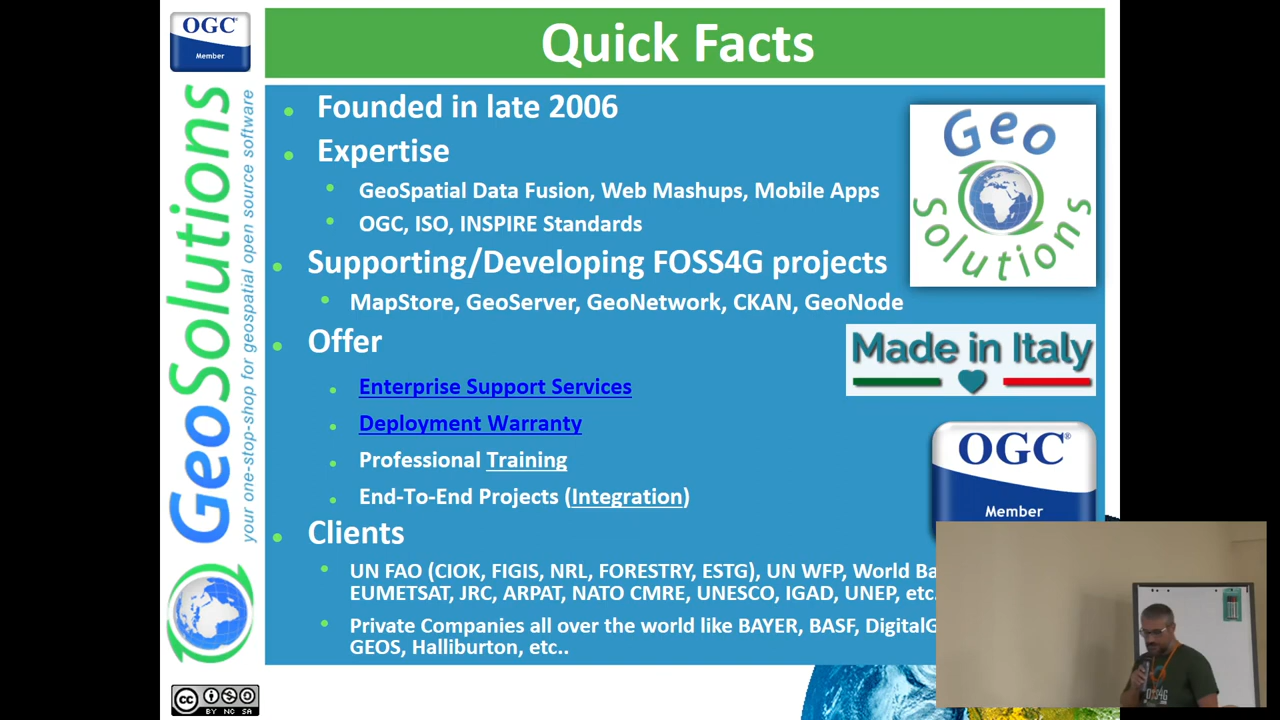 OGC®
Member
GeoSolutions
your one-stop-shop for geospatial open source software
Quick Facts
Founded in late 2006
Expertise
GeoSpatial Data Fusion, Web Mashups, Mobile Apps
OGC, ISO, INSPIRE Standards
Supporting/Developing FOSS4G projects
MapStore, GeoServer, GeoNetwork, CKAN, GeoNode
Offer
Enterprise Support Services
Deployment Warranty
Professional Training
End-To-End Projects (Integration)
Clients
UN FAO (CIOK, FIGIS, NRL, FORESTRY, ESTG), UN WFP, World
EUMETSAT, JRC, ARPAT, NATO CMRE, UNESCO, IGAD, UNEP, etc.
Private Companies all over the world like BAYER, BASF,
GEOS, Halliburton, etc..
Geo
Solutions
Made in Italy
OGC®
Member
cc
BY NC SA